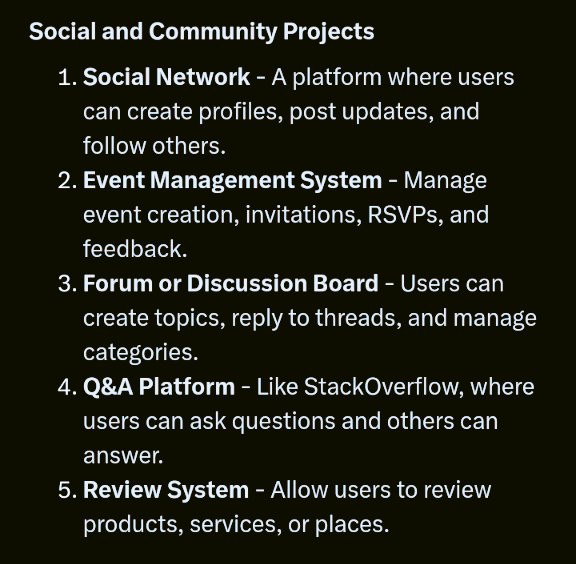 Social and Community Projects
1. Social Network - A platform where users
can create profiles, post updates, and
follow others.
2. Event Management System - Manage
event creation, invitations, RSVPs, and
feedback.
3. Forum or Discussion Board - Users can
create topics, reply to threads, and manage
categories.
4. Q&A Platform - Like StackOverflow, where
users can ask questions and others can
answer.
5. Review System - Allow users to review
products, services, or places.